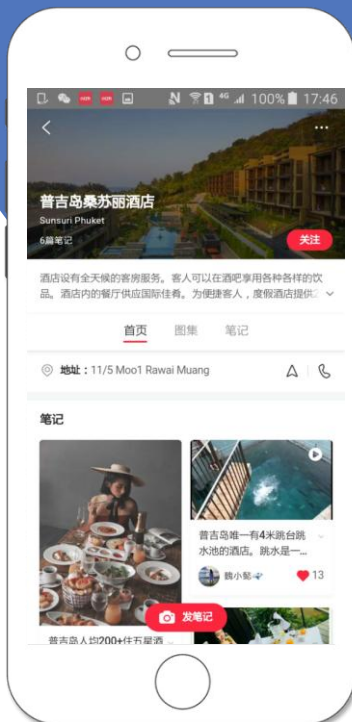 4G 100% 17:46
普吉岛桑苏丽酒店
Sunsuri Phuket
6篇笔记
关注
酒店设有全天候的客房服务。客人可以在酒吧享用各种各样的饮
品。酒店内的餐厅供应国际佳肴。为便捷客人，度假酒店提供
首页 图集 笔记
地址：11/5 Moo1 Rawai Muang
笔记
普吉岛唯一有4米跳台跳
水池的酒店。跳水是一...
13
发笔记
普吉岛人均200+住五星酒